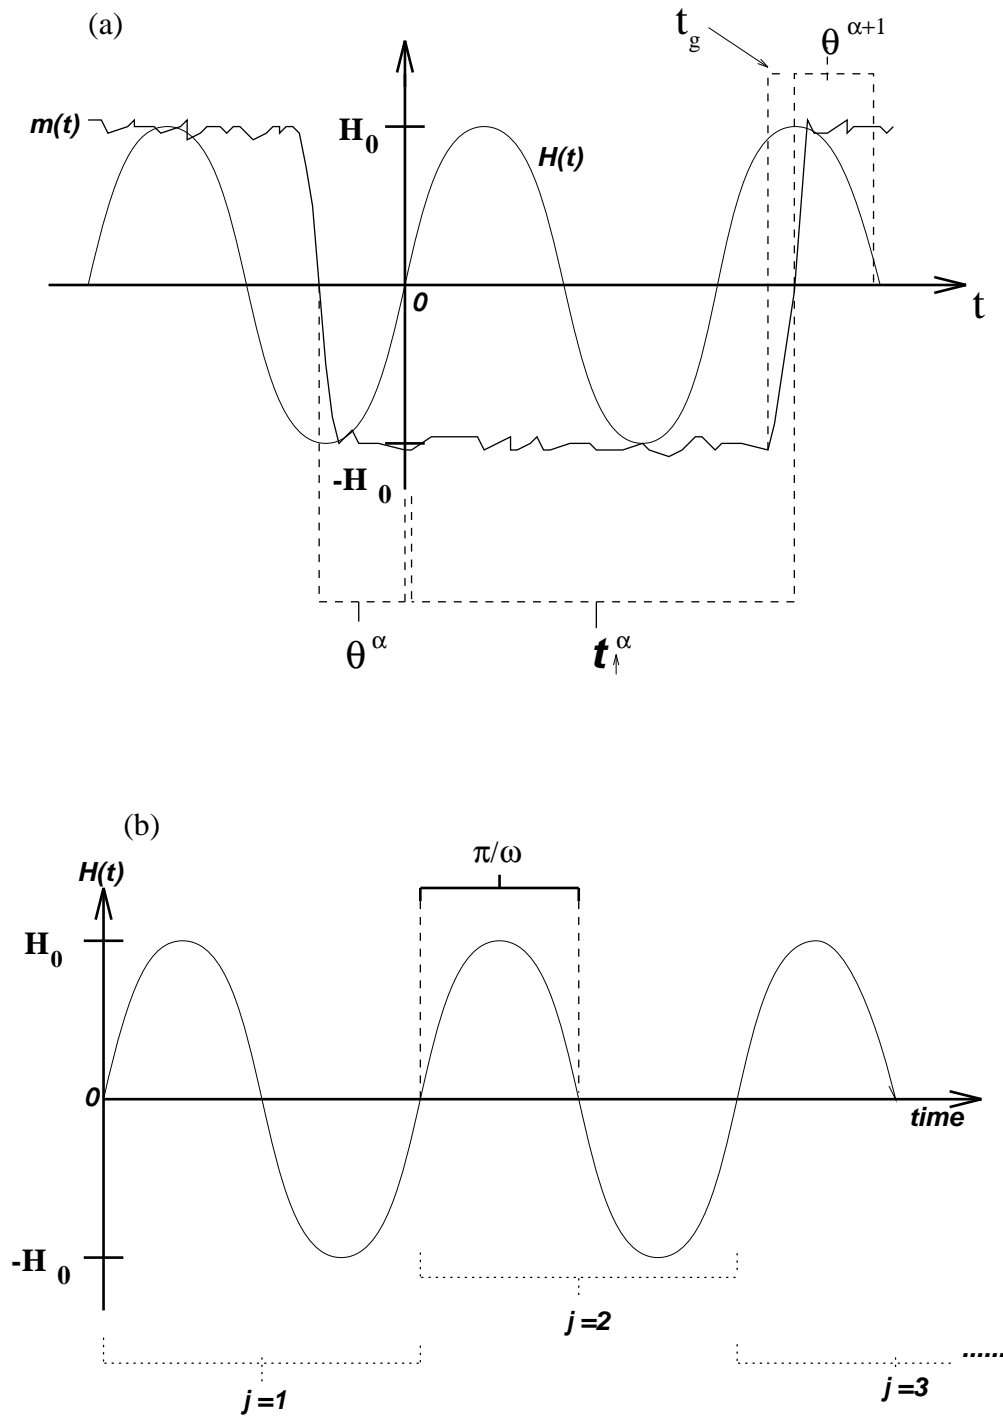 (a)
t_g
θ^{α+1}
m(t)
H_0
H(t)
0
t
-H_0
θ^α
t_↑^α
(b)
π/ω
H(t)
H_0
0
time
-H_0
j=2
......
j=1
j=3